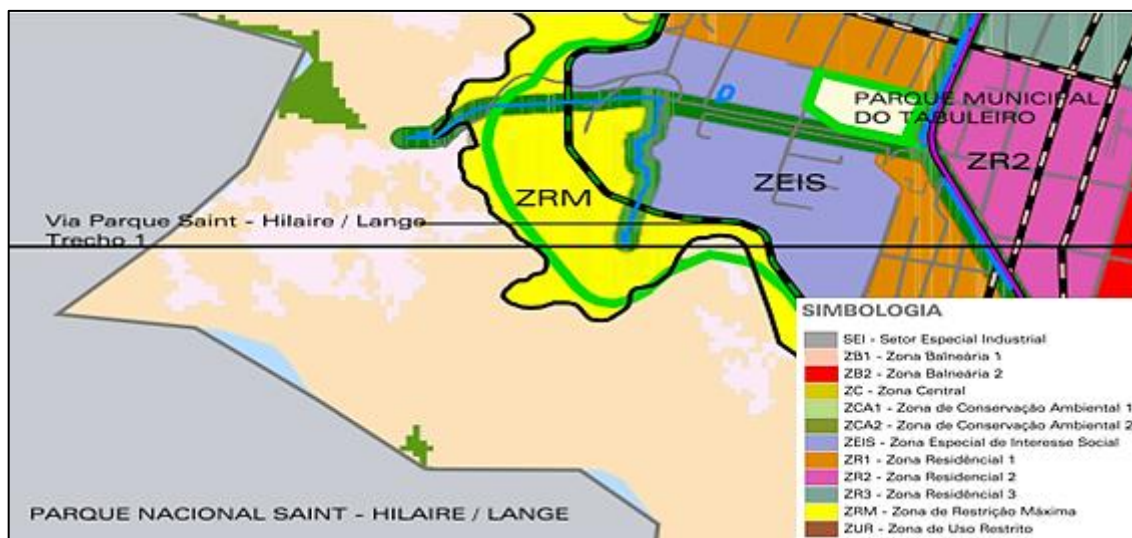 PARQUE MUNICIPAL
DO TABULEIRO
ZR2
ZEIS
ZRM
Via Parque Saint - Hilaire / Lange
Trecho 1
SIMBOLOGIA
SEI - Setor Especial Industrial
ZB1 - Zona Balneária 1
ZB2 - Zona Balneária 2
ZC - Zona Central
ZCA1 - Zona de Conservação Ambiental 1
ZCA2 - Zona de Conservação Ambiental 2
ZEIS - Zona Especial de Interesse Social
ZR1 - Zona Residêncial 1
ZR2 - Zona Residencial 2
ZR3 - Zona Residencial 3
ZRM - Zona de Restrição Máxima
ZUR - Zona de Uso Restrito
PARQUE NACIONAL SAINT - HILAIRE / LANGE